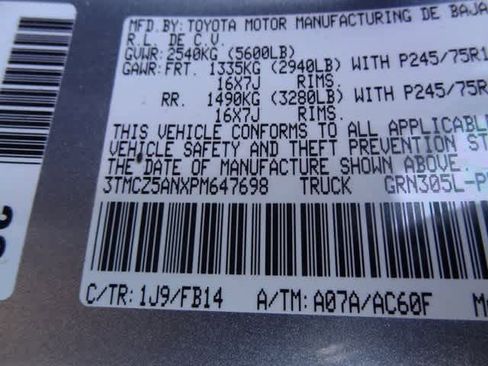 MFD.BY: TOYOTA MOTOR MANUFACTURING DE BAJA
R.L. DE C.V.
GVWR: 2540KG (5600LB)
GAWR: FRT. 1335KG (2940LB) WITH P245/75R1
16X7J RIMS.
RR. 1490KG (3280LB) WITH P245/75R
16X7J RIMS.
THIS VEHICLE CONFORMS TO ALL APPLICABLE
VEHICLE SAFETY AND THEFT PREVENTION ST
THE DATE OF MANUFACTURE SHOWN ABOVE.
3TMCZ5ANXPM647698 TRUCK GRN305L-P
C/TR: 1J9/FB14 A/TM: A07A/AC60F M